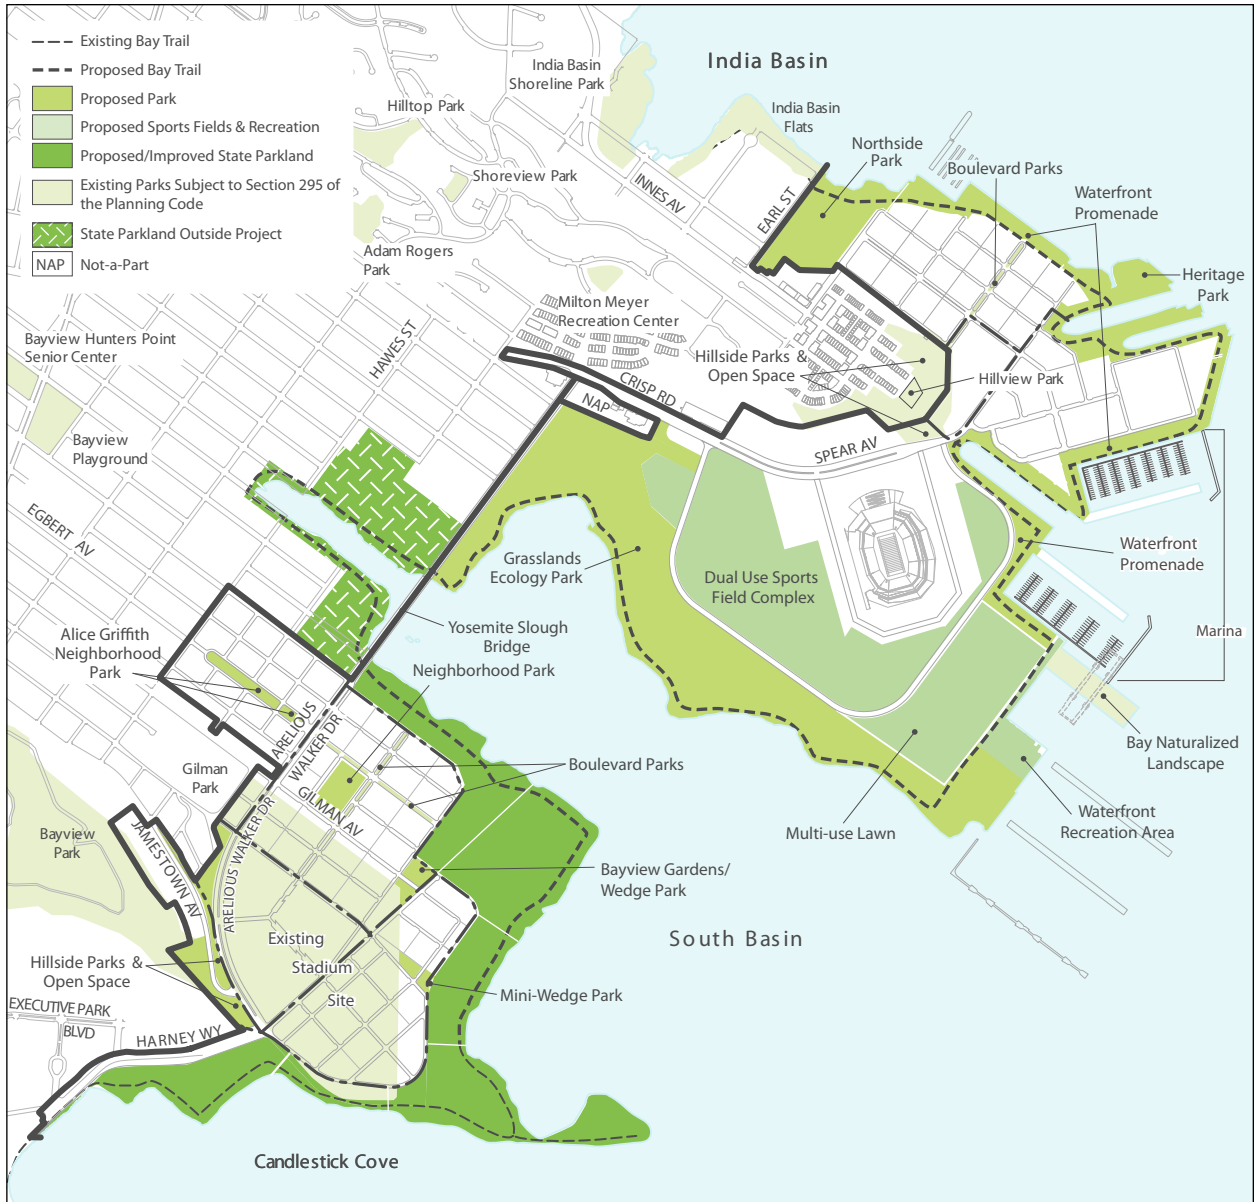 Existing Bay Trail
Proposed Bay Trail
Proposed Park
Proposed Sports Fields & Recreation
Proposed/Improved State Parkland
Existing Parks Subject to Section 295 of
the Planning Code
State Parkland Outside Project
NAP
Not-a-Part
India Basin
India Basin
Shoreline Park
Hilltop Park
India Basin
Flats
Northside
Park
Boulevard Parks
Waterfront
Promenade
Shoreview Park
INNES AV
EARL ST
Heritage
Park
Adam Rogers
Park
Milton Meyer
Recreation Center
Bayview Hunters Point
Senior Center
HAWES ST
Hillside Parks &
Open Space
Hillview Park
CRISP RD
NAP
SPEAR AV
Bayview
Playground
EGBERT AV
Grasslands
Ecology Park
Dual Use Sports
Field Complex
Waterfront
Promenade
Marina
Alice Griffith
Neighborhood
Park
Yosemite Slough
Bridge
Neighborhood Park
ARELIOUS
WALKER DR
Bay Naturalized
Landscape
Gilman
Park
Boulevard Parks
GILMAN AV
Bayview
Park
JAMESTOWN AV
ARELIOUS WALKER DR
Multi-use Lawn
Waterfront
Recreation Area
Bayview Gardens/
Wedge Park
Existing
Stadium
Site
South Basin
Hillside Parks &
Open Space
Mini-Wedge Park
EXECUTIVE PARK
BLVD
HARNEY WY
Candlestick Cove